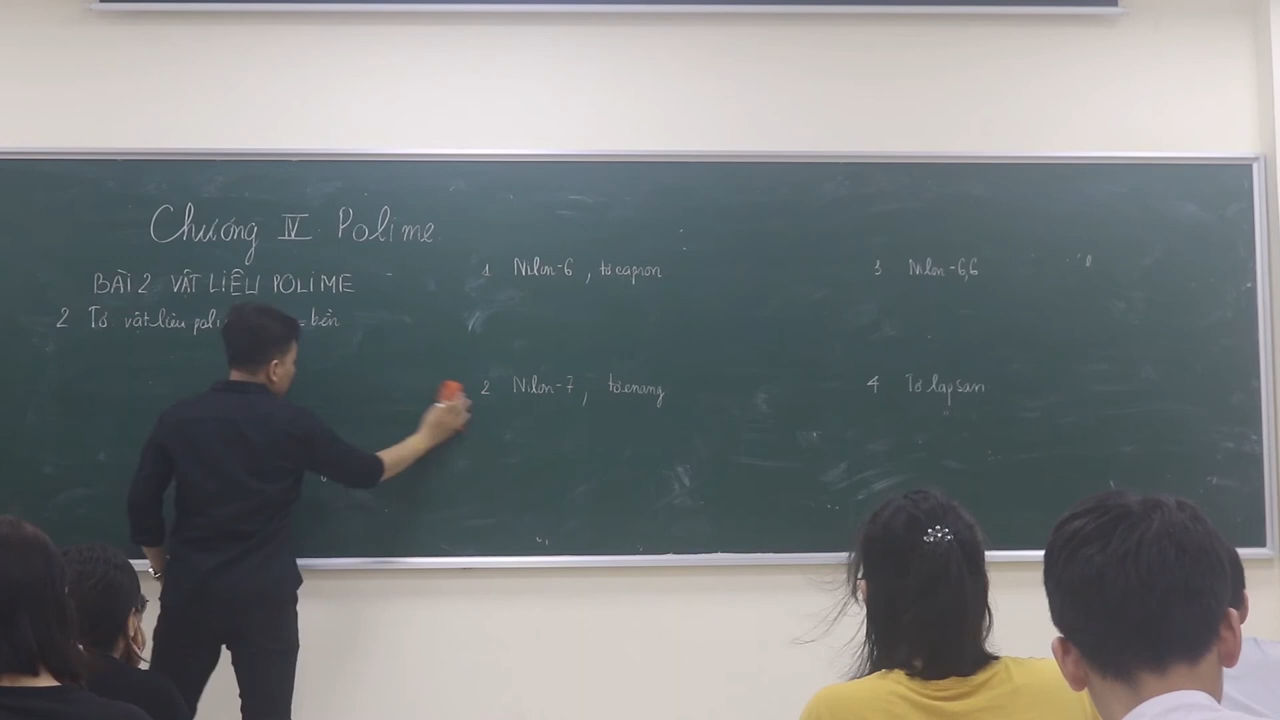 Chương IV Polime
BÀI 2 VẬT LIỆU POLIME
2 Tơ vật liệu poli = bền
1 Nilon-6, tơ capron
2 Nilon-7, tơ enang
3 Nilon-6,6
4 Tơ lapsan